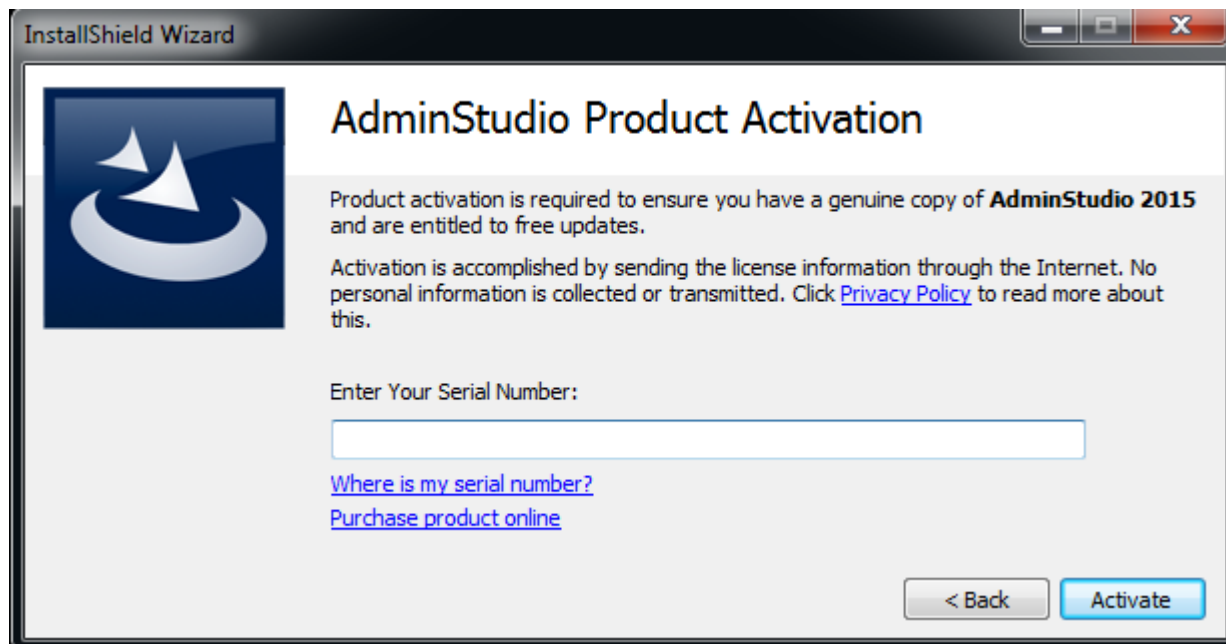 InstallShield Wizard
AdminStudio Product Activation
Product activation is required to ensure you have a genuine copy of AdminStudio 2015
and are entitled to free updates.
Activation is accomplished by sending the license information through the Internet. No
personal information is collected or transmitted. Click Privacy Policy to read more about
this.
Enter Your Serial Number:
Where is my serial number?
Purchase product online
< Back
Activate